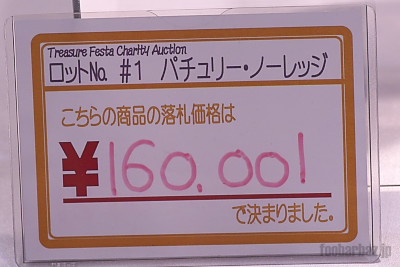 Treasure Festa Charity Auction
ロットNo. #1 パチュリー・ノーレッジ
こちらの商品の落札価格は
¥160.001
で決まりました。
foobarbaz.jp